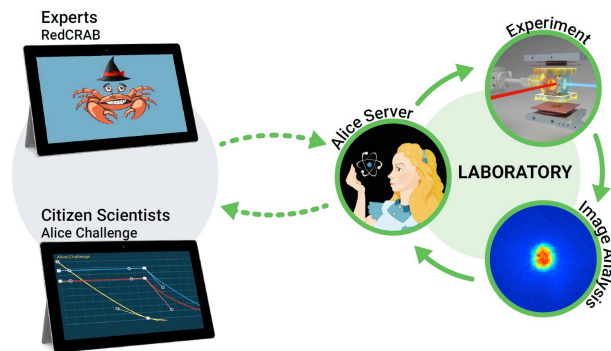 Experts
RedCRAB
Citizen Scientists
Alice Challenge
Alice Challenge
Alice Server
LABORATORY
Experiment
Image Analysis